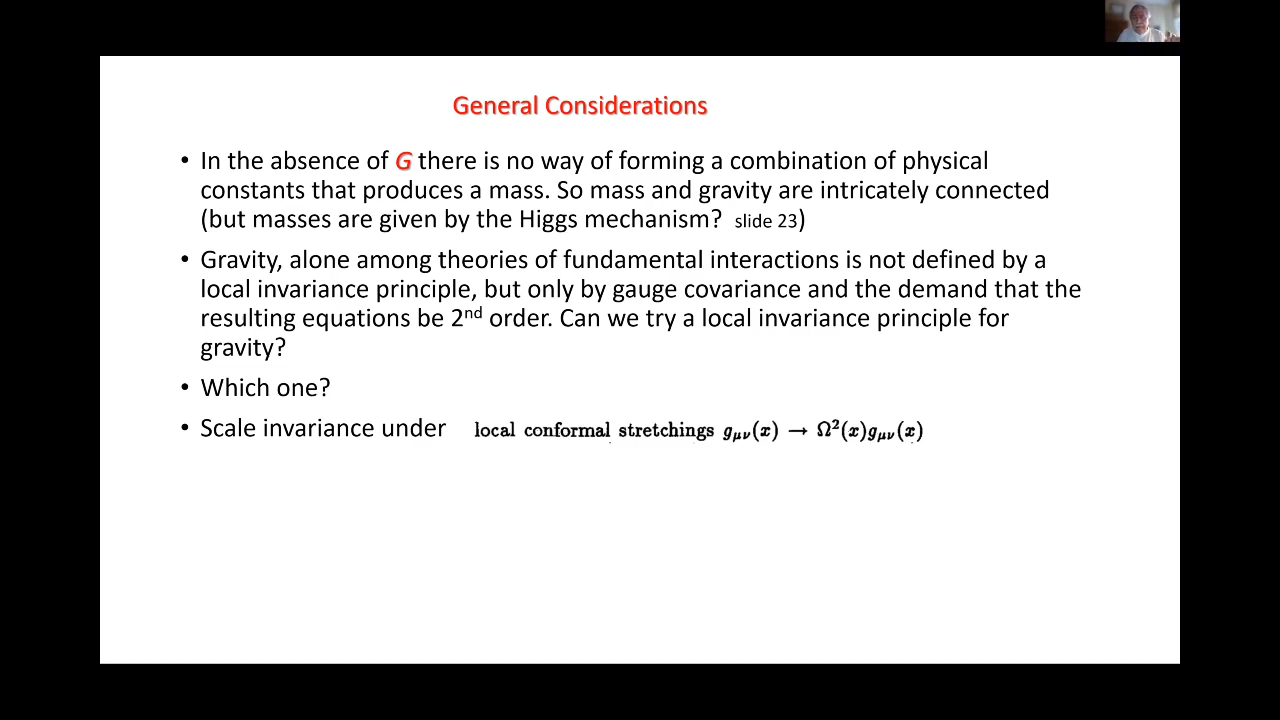 General Considerations
• In the absence of G there is no way of forming a combination of physical
constants that produces a mass. So mass and gravity are intricately connected
(but masses are given by the Higgs mechanism? slide 23)
• Gravity, alone among theories of fundamental interactions is not defined by a
local invariance principle, but only by gauge covariance and the demand that the
resulting equations be 2nd order. Can we try a local invariance principle for
gravity?
• Which one?
• Scale invariance under local conformal stretchings gμν(x) → Ω²(x)gμν(x)